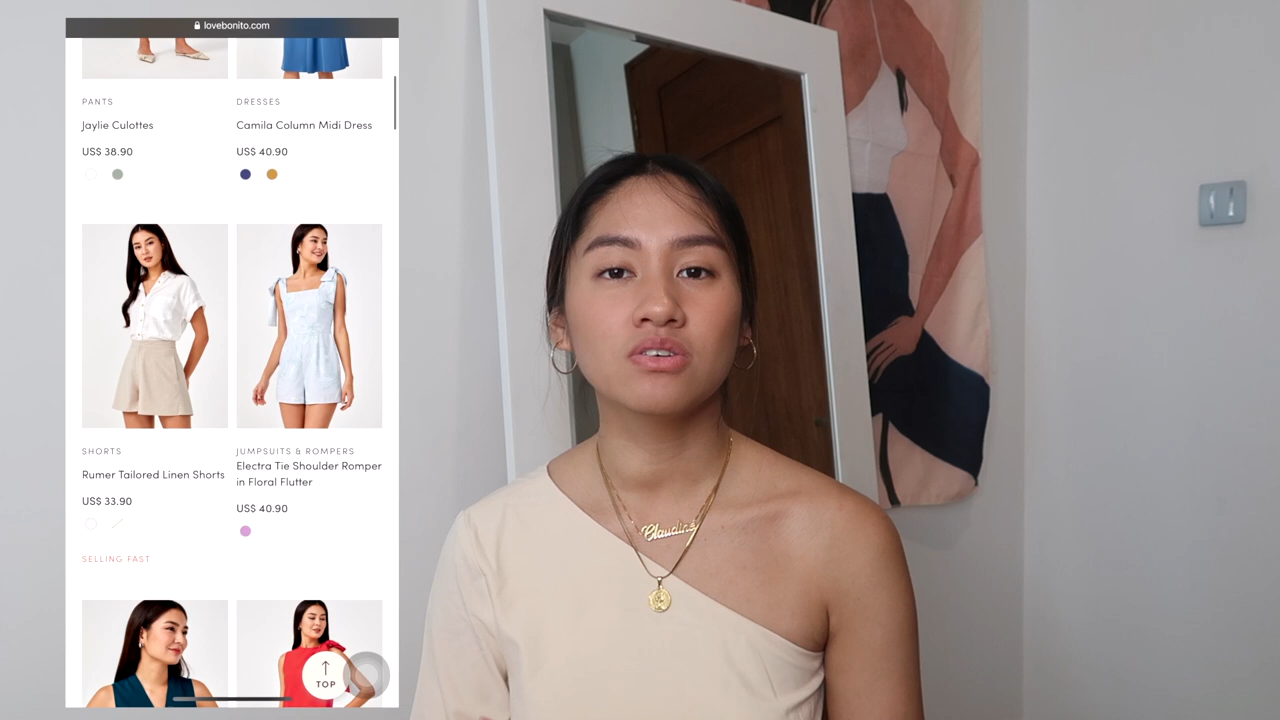 lovebonito.com
PANTS
Jaylie Culottes
US$ 38.90
DRESSES
Camila Column Midi Dress
US$ 40.90
SHORTS
Rumer Tailored Linen Shorts
US$ 33.90
SELLING FAST
JUMPSUITS & ROMPERS
Electra Tie Shoulder Romper
in Floral Flutter
US$ 40.90
TOP
Claudine